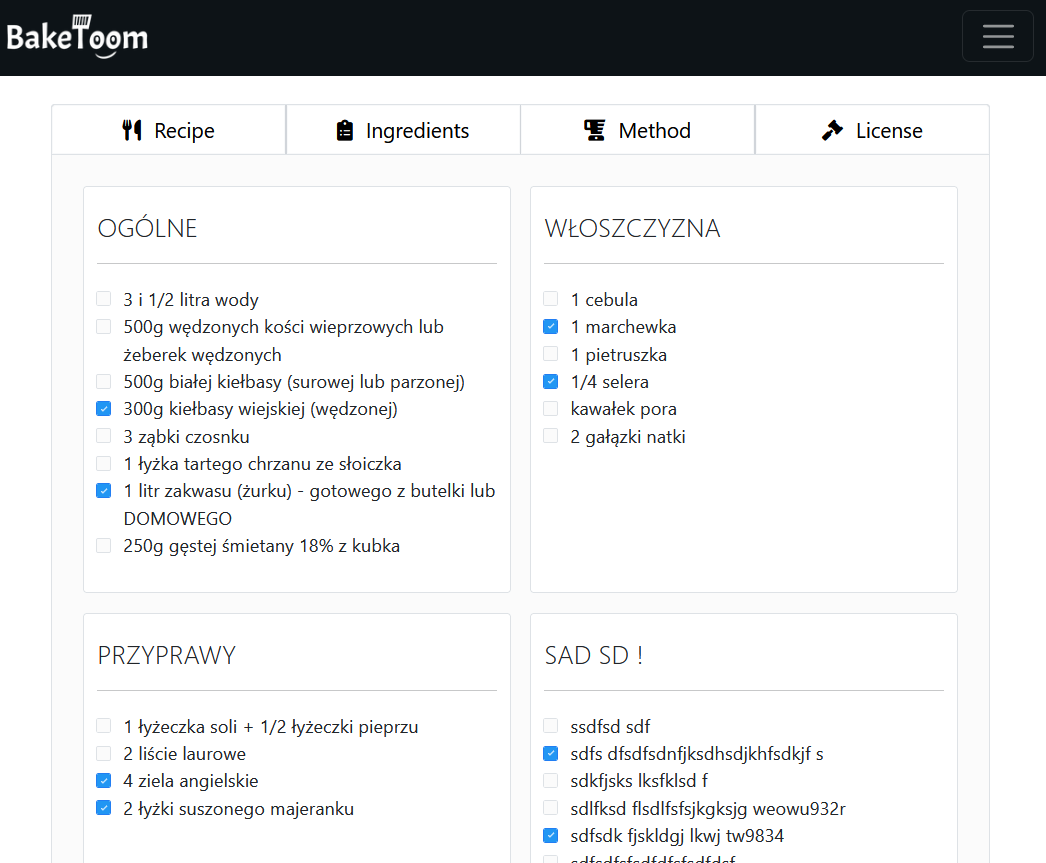 BakeToom
Recipe
Ingredients
Method
License
OGÓLNE
3 i 1/2 litra wody
500g wędzonych kości wieprzowych lub
żeberek wędzonych
500g białej kiełbasy (surowej lub parzonej)
300g kiełbasy wiejskiej (wędzonej)
3 ząbki czosnku
1 łyżka tartego chrzanu ze słoiczka
1 litr zakwasu (żurku) - gotowego z butelki lub
DOMOWEGO
250g gęstej śmietany 18% z kubka
WŁOSZCZYZNA
1 cebula
1 marchewka
1 pietruszka
1/4 selera
kawałek pora
2 gałązki natki
PRZYPRAWY
1 łyżeczka soli + 1/2 łyżeczki pieprzu
2 liście laurowe
4 ziela angielskie
2 łyżki suszonego majeranku
SAD SD !
ssdfsd sdf
sdfs dfsdfsdnfjksdhsdjkhfsdkjf s
sdkfjsks lksfklsd f
sdlfksd flsdlfsfsjkgksjg weowu932r
sdfsdk fjskldgj lkwj tw9834